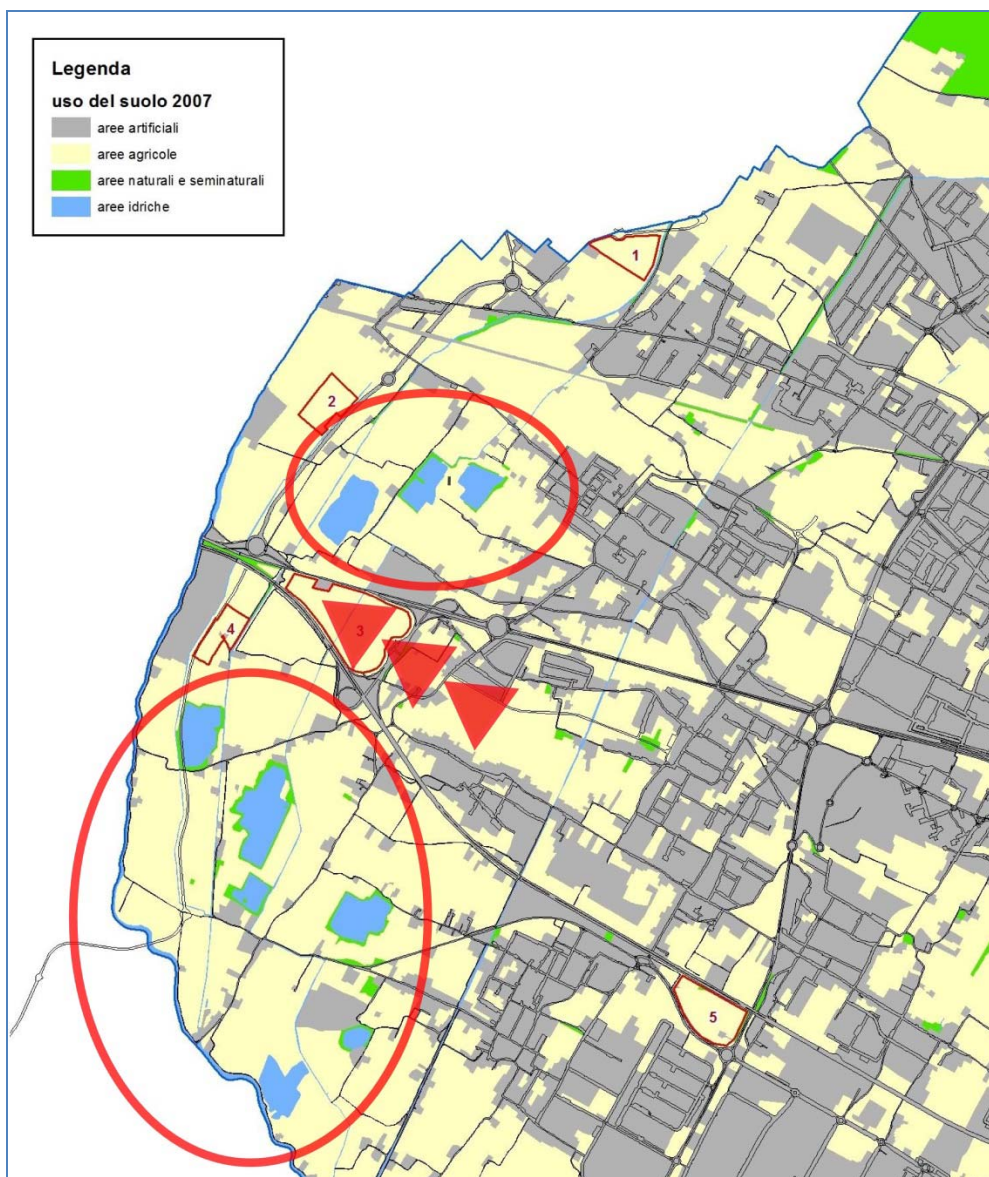 Legenda
uso del suolo 2007
aree artificiali
aree agricole
aree naturali e seminaturali
aree idriche
1
2
3
4
5